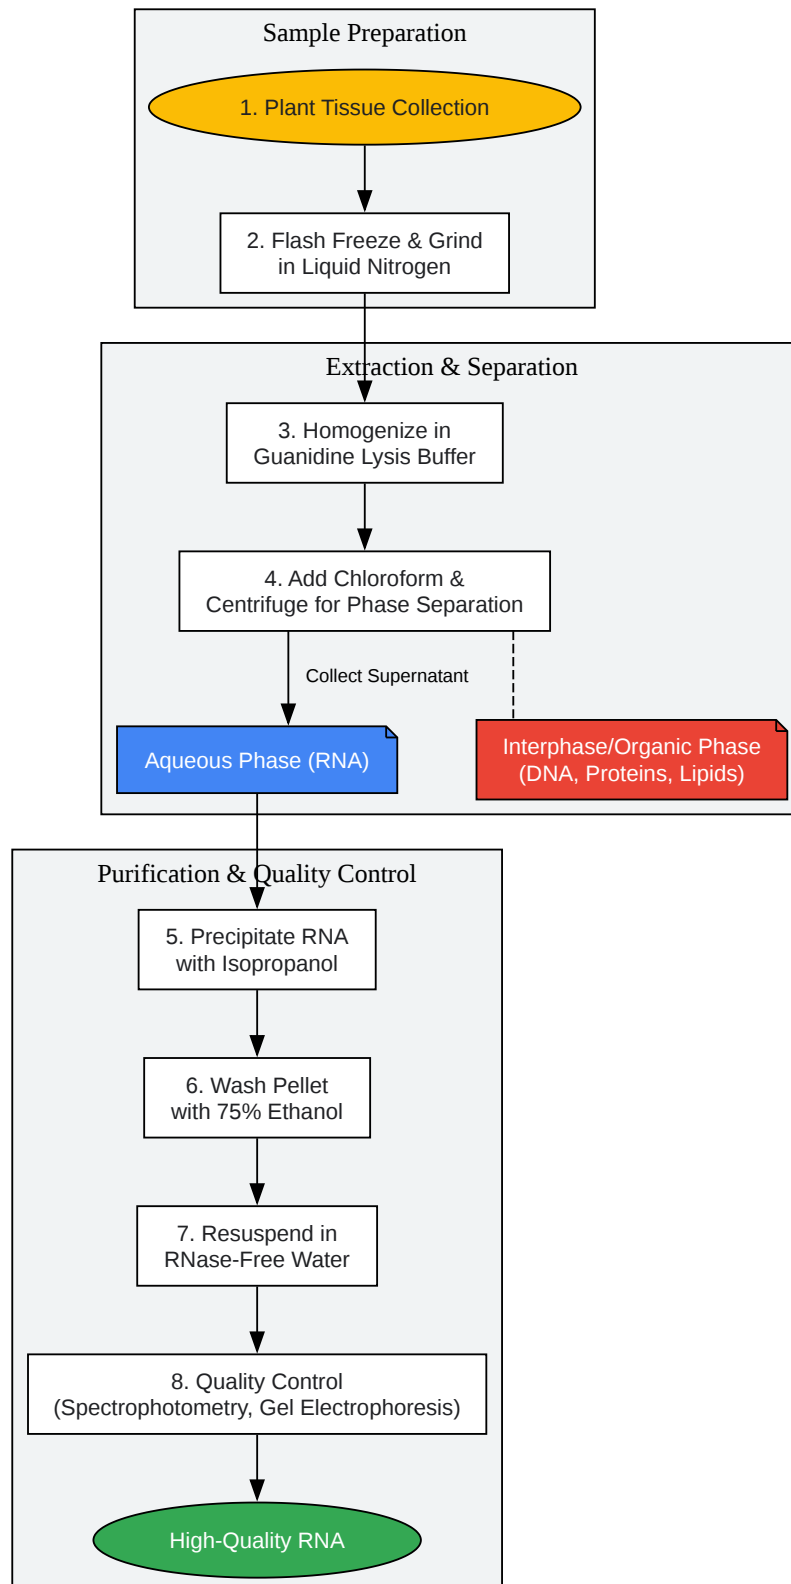 Sample Preparation
1. Plant Tissue Collection
2. Flash Freeze & Grind
in Liquid Nitrogen
Extraction & Separation
3. Homogenize in
Guanidine Lysis Buffer
4. Add Chloroform &
Centrifuge for Phase Separation
Collect Supernatant
Aqueous Phase (RNA)
Interphase/Organic Phase
(DNA, Proteins, Lipids)
Purification & Quality Control
5. Precipitate RNA
with Isopropanol
6. Wash Pellet
with 75% Ethanol
7. Resuspend in
RNase-Free Water
8. Quality Control
(Spectrophotometry, Gel Electrophoresis)
High-Quality RNA